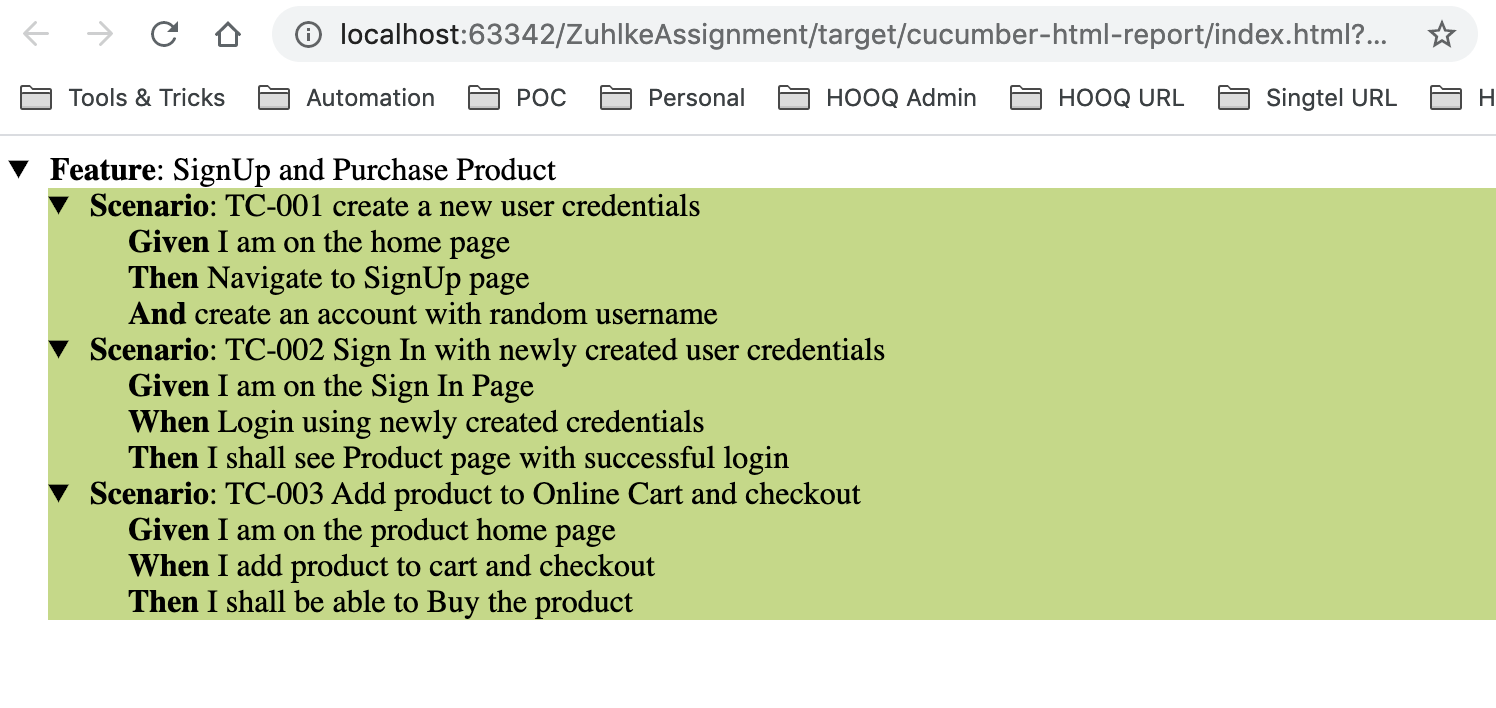 localhost:63342/ZuhlkeAssignment/target/cucumber-html-report/index.html?...
Tools & Tricks Automation POC Personal HOOQ Admin HOOQ URL Singtel URL H
Feature: SignUp and Purchase Product
Scenario: TC-001 create a new user credentials
Given I am on the home page
Then Navigate to SignUp page
And create an account with random username
Scenario: TC-002 Sign In with newly created user credentials
Given I am on the Sign In Page
When Login using newly created credentials
Then I shall see Product page with successful login
Scenario: TC-003 Add product to Online Cart and checkout
Given I am on the product home page
When I add product to cart and checkout
Then I shall be able to Buy the product